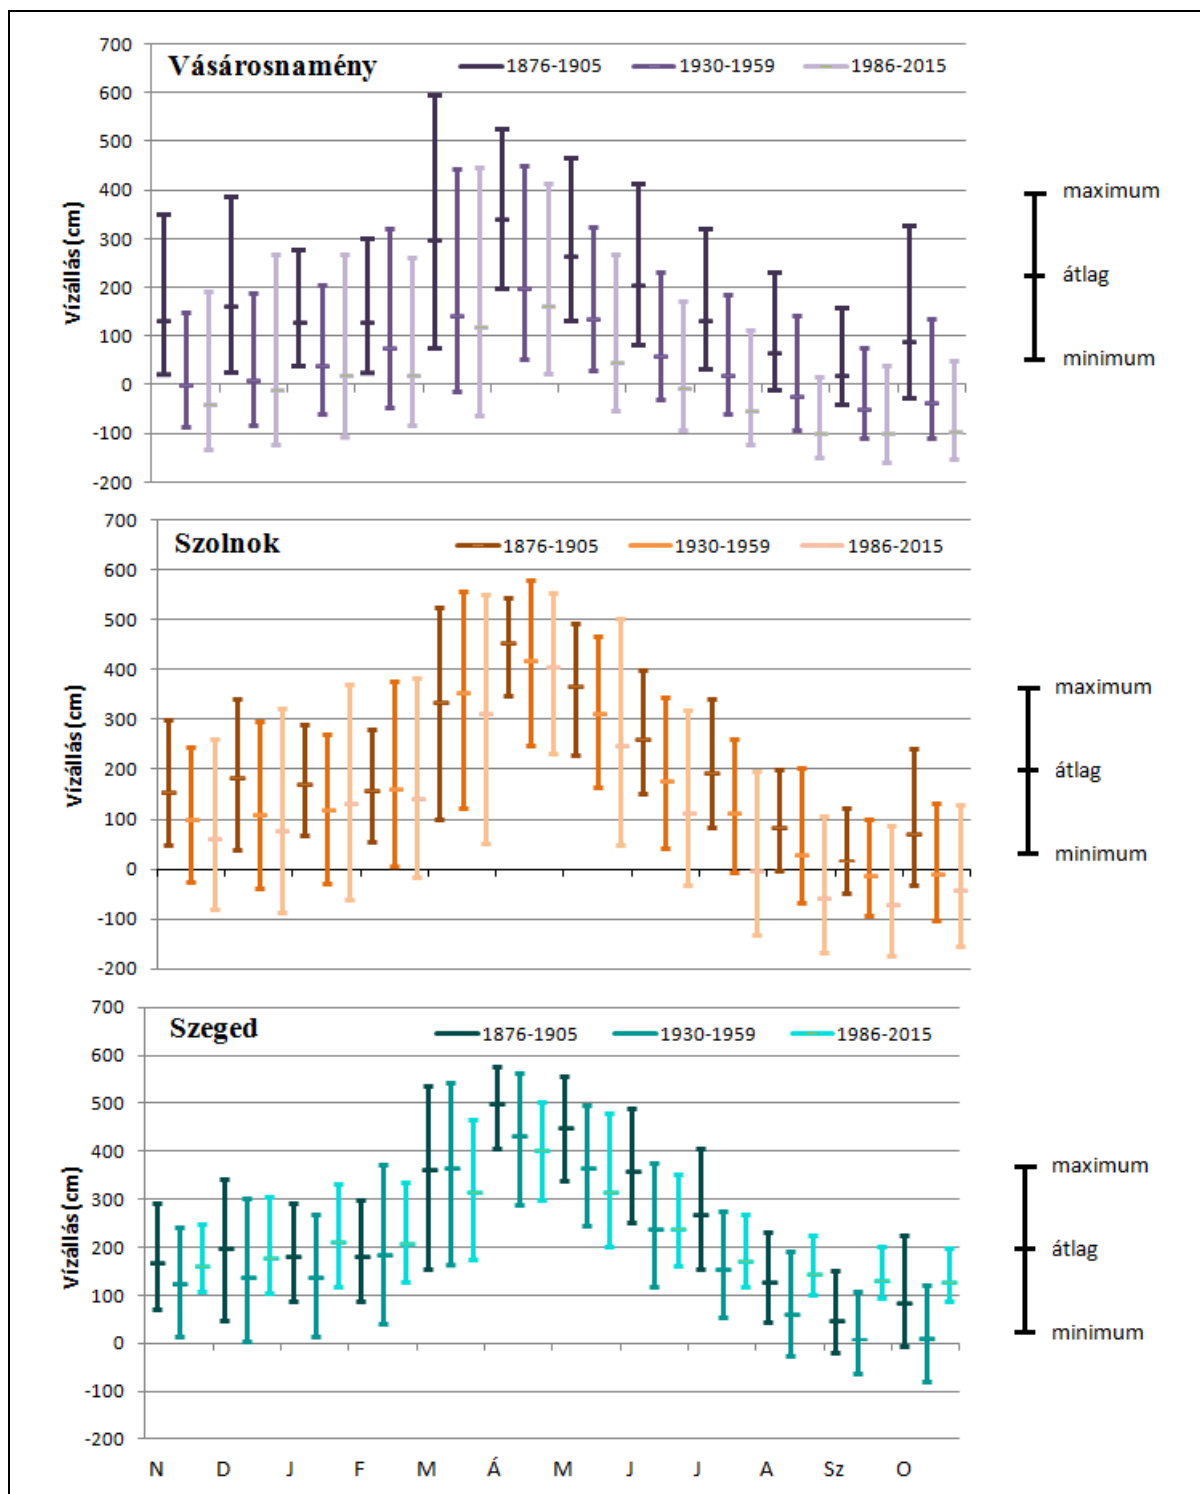 Vásárosnamény
1876-1905 1930-1959 1986-2015
700
600
500
400
300
200
100
0
-100
-200
Vízállás (cm)
maximum
átlag
minimum
Szolnok
1876-1905 1930-1959 1986-2015
700
600
500
400
300
200
100
0
-100
-200
Vízállás (cm)
maximum
átlag
minimum
Szeged
1876-1905 1930-1959 1986-2015
700
600
500
400
300
200
100
0
-100
-200
Vízállás (cm)
maximum
átlag
minimum
N D J F M Á M J J A Sz O